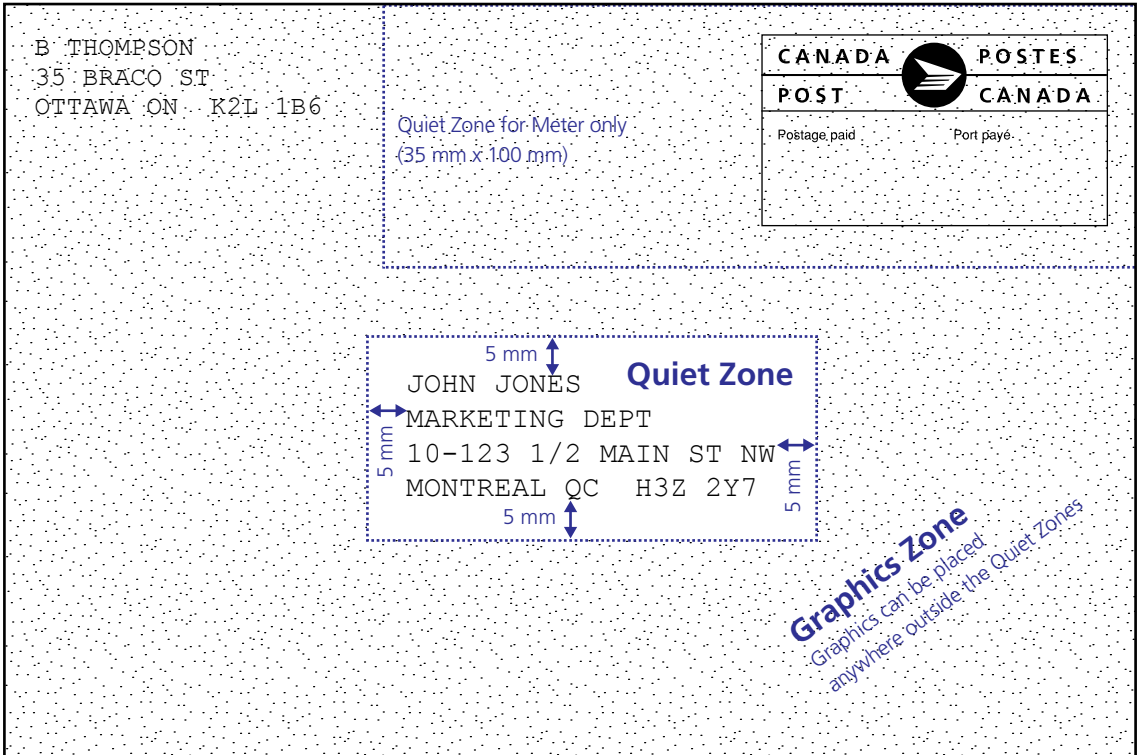 B THOMPSON
35 BRACO ST
OTTAWA ON K2L 1B6
CANADA POSTES
POST CANADA
Postage paid Port payé
Quiet Zone for Meter only
(35 mm x 100 mm)
5 mm
Quiet Zone
JOHN JONES
MARKETING DEPT
5 mm
10-123 1/2 MAIN ST NW
5 mm
MONTREAL QC H3Z 2Y7
5 mm
Graphics Zone
Graphics can be placed
anywhere outside the Quiet Zones